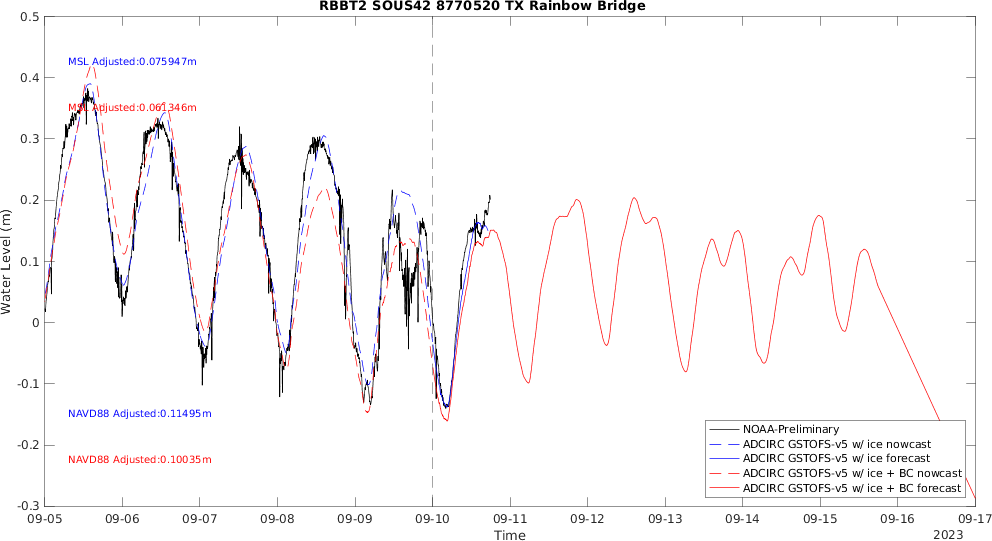 RBBT2 SOUS42 8770520 TX Rainbow Bridge
0.5
0.4
0.3
0.2
0.1
0
-0.1
-0.2
-0.3
Water Level (m)
MSL Adjusted:0.075947m
MSL Adjusted:0.061346m
NAVD88 Adjusted:0.11495m
NAVD88 Adjusted:0.10035m
NOAA-Preliminary
ADCIRC GSTOFS-v5 w/ ice nowcast
ADCIRC GSTOFS-v5 w/ ice forecast
ADCIRC GSTOFS-v5 w/ ice + BC nowcast
ADCIRC GSTOFS-v5 w/ ice + BC forecast
09-05 09-06 09-07 09-08 09-09 09-10 09-11 09-12 09-13 09-14 09-15 09-16 09-17
Time
2023